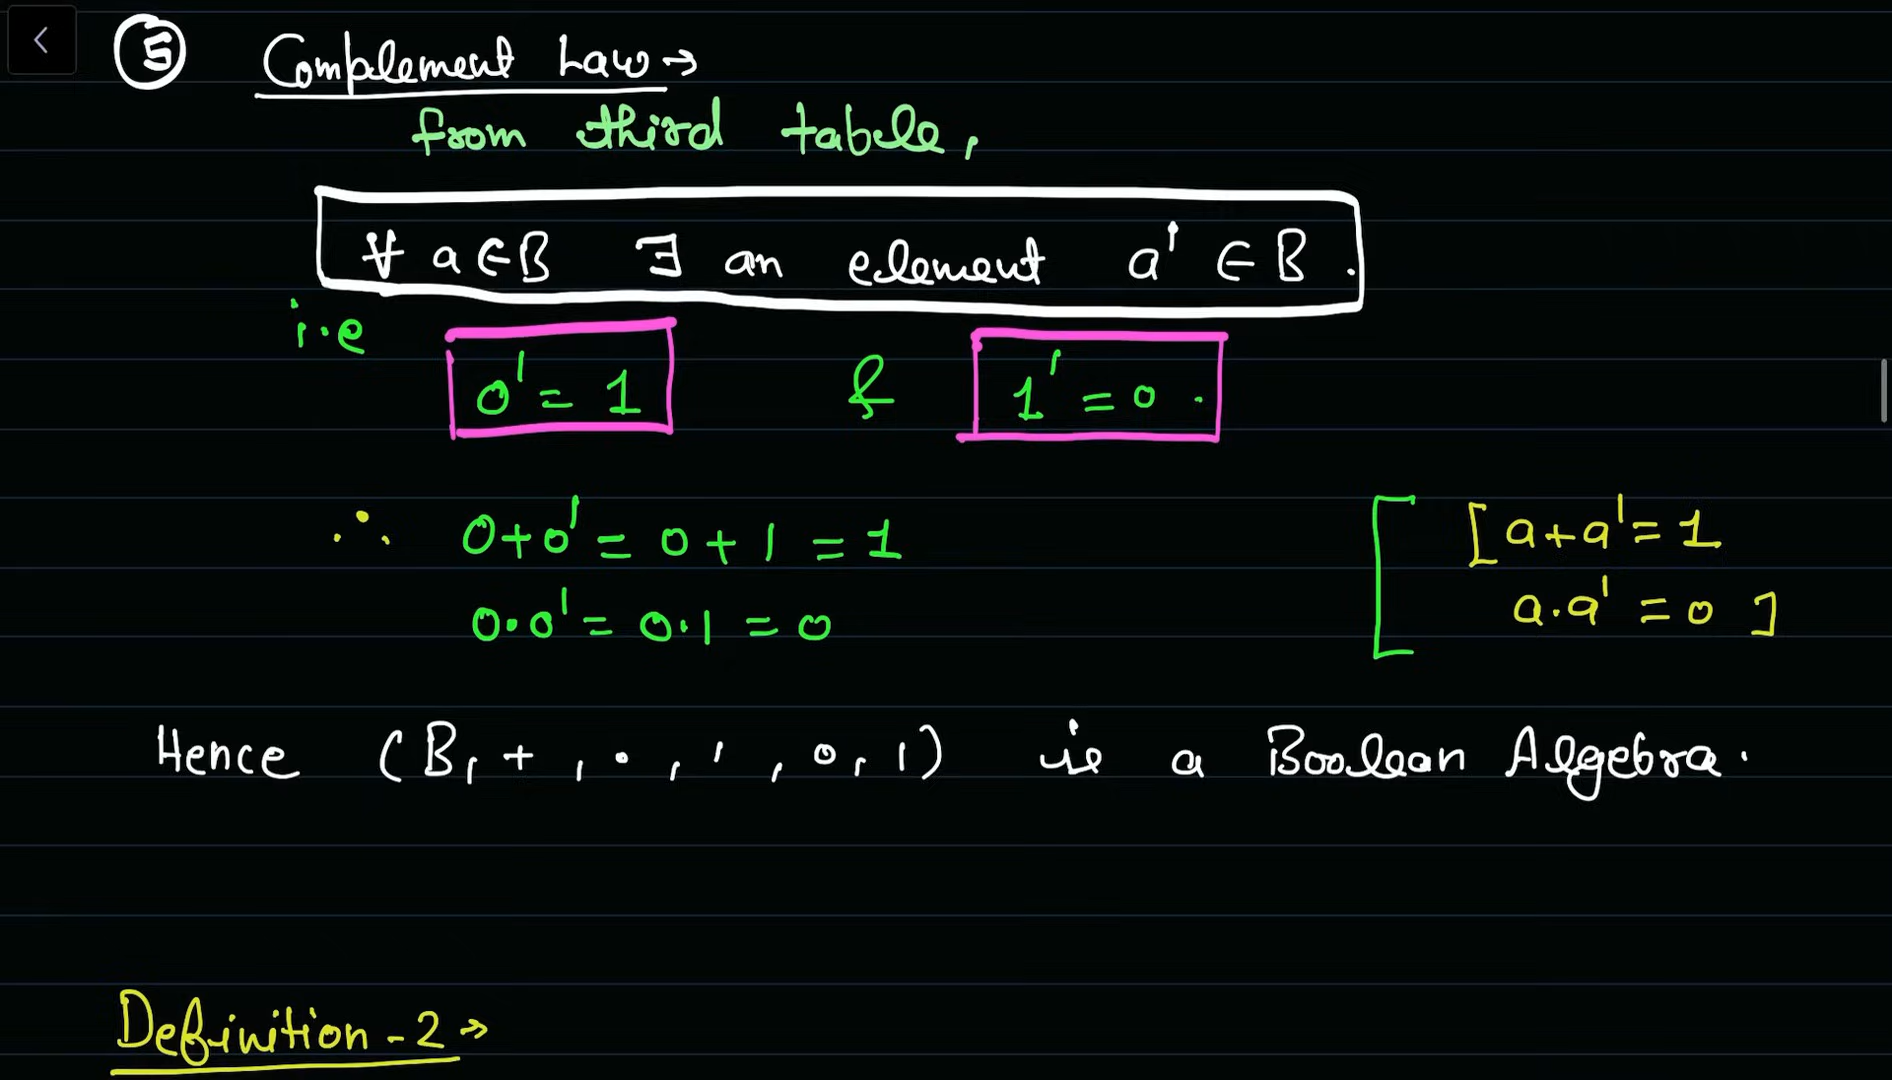 ⑤ Complement Law →
from third table,
∀ a ∈ B ∃ an element a' ∈ B .
i.e 0' = 1 & 1' = 0 .
∴ 0+0' = 0+1 = 1
0.0' = 0.1 = 0
[ [ a+a' = 1
a.a' = 0 ]
Hence (B, +, ., ', 0, 1) is a Boolean Algebra.
Definition - 2 →